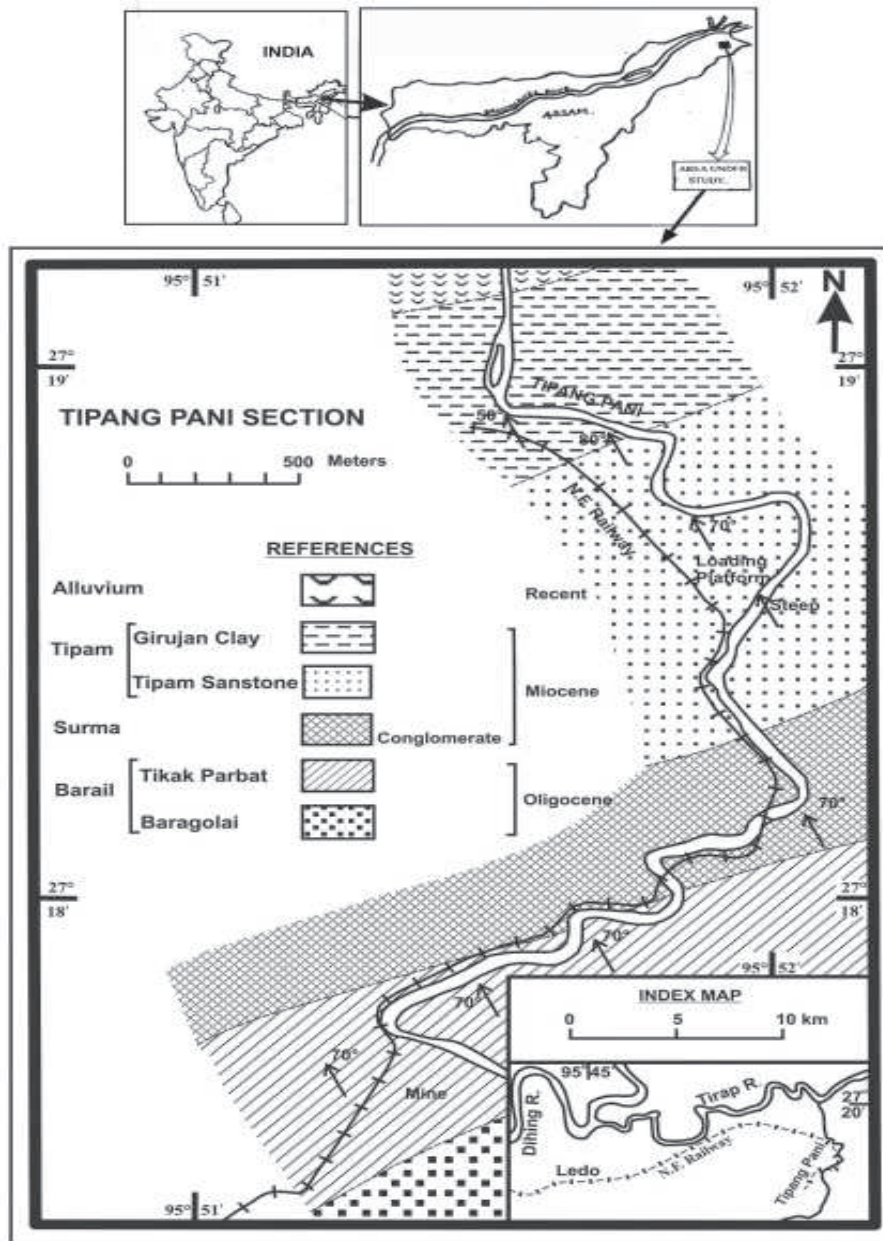 INDIA
ASSAM.
AREA UNDER
STUDY.
95° 51'
95° 52'
N
27°
19'
27°
19'
TIPANG PANI
TIPANG PANI SECTION
50°
80°
0 500 Meters
N.E Railway
70°
REFERENCES
Loading
Platform
Alluvium
Recent
Steep
Tipam
Girujan Clay
Tipam Sanstone
Miocene
Surma
Conglomerate
Barail
Tikak Parbat
Baragolai
Oligocene
70°
27°
18'
27°
18'
70°
95° 52'
70°
INDEX MAP
0 5 10 km
70°
Mine
95° 45'
Tirap R.
27°
20'
Dihing R.
N.F. Railway
Ledo
Tipang Pani
95° 51'